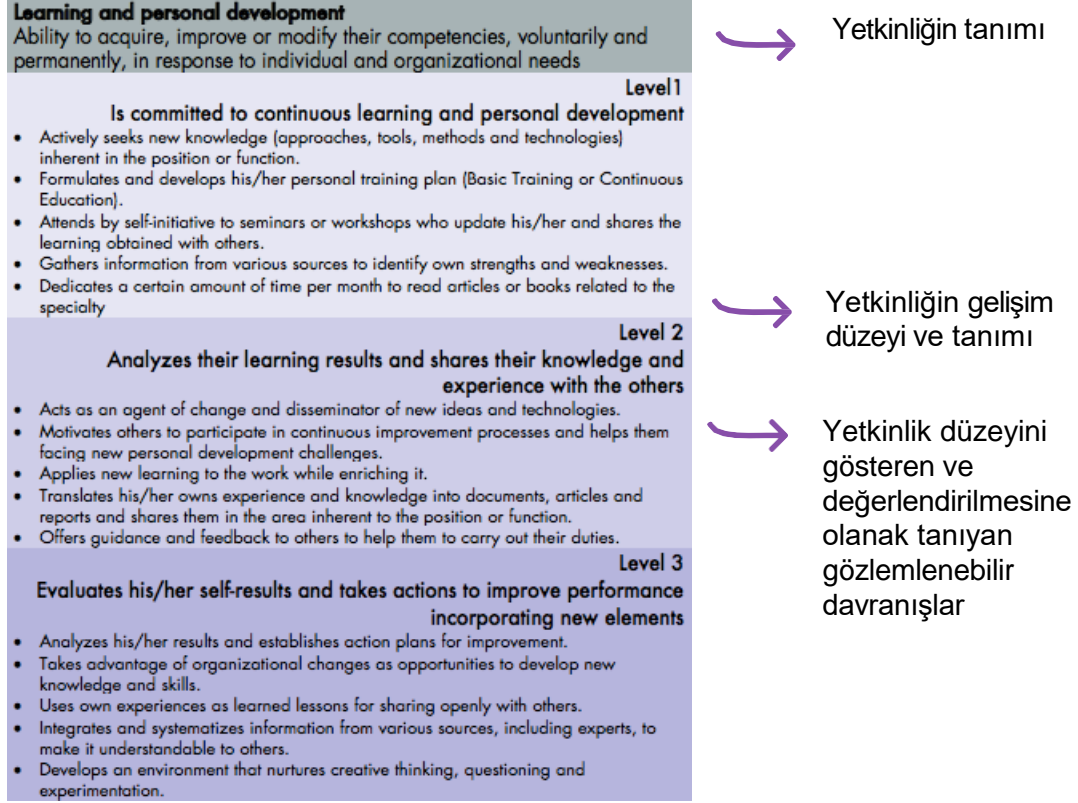 Learning and personal development
Ability to acquire, improve or modify their competencies, voluntarily and
permanently, in response to individual and organizational needs
Level1
Is committed to continuous learning and personal development
• Actively seeks new knowledge (approaches, tools, methods and technologies)
inherent in the position or function.
• Formulates and develops his/her personal training plan (Basic Training or Continuous
Education).
• Attends by self-initiative to seminars or workshops who update his/her and shares the
learning obtained with others.
• Gathers information from various sources to identify own strengths and weaknesses.
• Dedicates a certain amount of time per month to read articles or books related to the
specialty
Level 2
Analyzes their learning results and shares their knowledge and
experience with the others
• Acts as an agent of change and disseminator of new ideas and technologies.
• Motivates others to participate in continuous improvement processes and helps them
facing new personal development challenges.
• Applies new learning to the work while enriching it.
• Translates his/her owns experience and knowledge into documents, articles and
reports and shares them in the area inherent to the position or function.
• Offers guidance and feedback to others to help them to carry out their duties.
Level 3
Evaluates his/her self-results and takes actions to improve performance
incorporating new elements
• Analyzes his/her results and establishes action plans for improvement.
• Takes advantage of organizational changes as opportunities to develop new
knowledge and skills.
• Uses own experiences as learned lessons for sharing openly with others.
• Integrates and systematizes information from various sources, including experts, to
make it understandable to others.
• Develops an environment that nurtures creative thinking, questioning and
experimentation.
Yetkinliğin tanımı
Yetkinliğin gelişim
düzeyi ve tanımı
Yetkinlik düzeyini
gösteren ve
değerlendirilmesine
olanak tanıyan
gözlemlenebilir
davranışlar